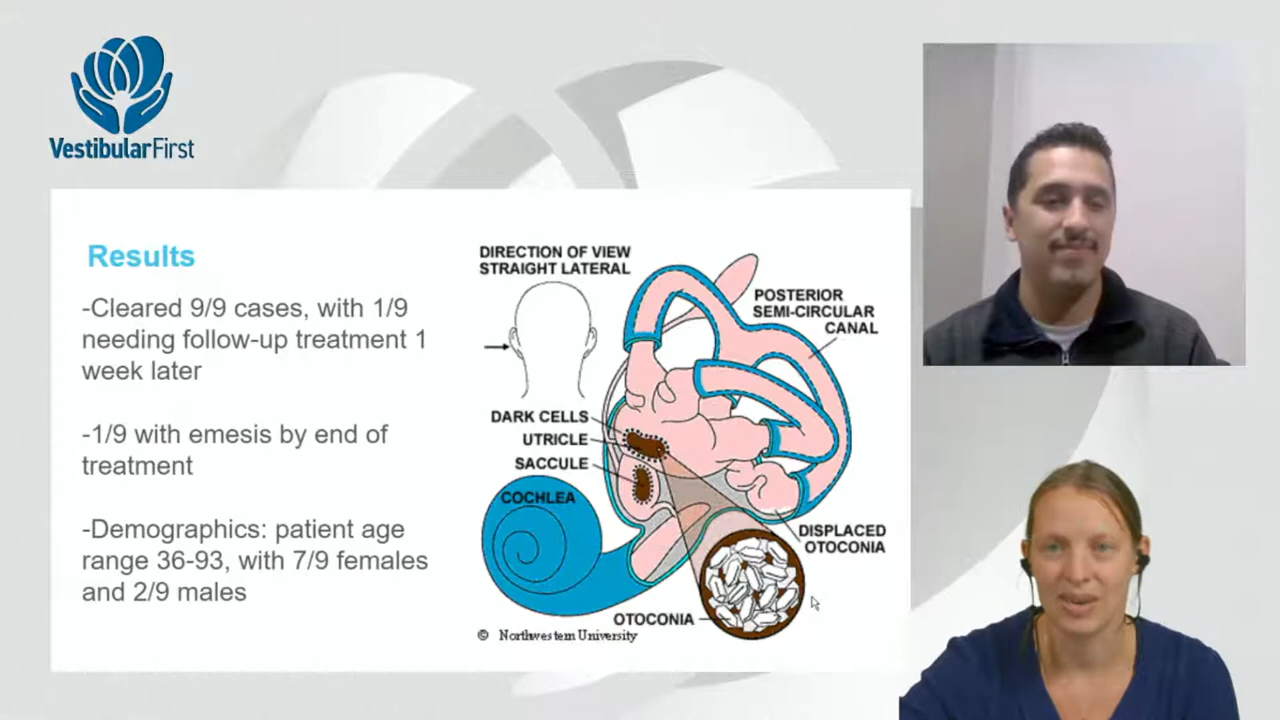 VestibularFirst
Results
-Cleared 9/9 cases, with 1/9
needing follow-up treatment 1
week later
-1/9 with emesis by end of
treatment
-Demographics: patient age
range 36-93, with 7/9 females
and 2/9 males
DIRECTION OF VIEW
STRAIGHT LATERAL
POSTERIOR
SEMI-CIRCULAR
CANAL
DARK CELLS
UTRICLE
SACCULE
COCHLEA
DISPLACED
OTOCONIA
OTOCONIA
© Northwestern University